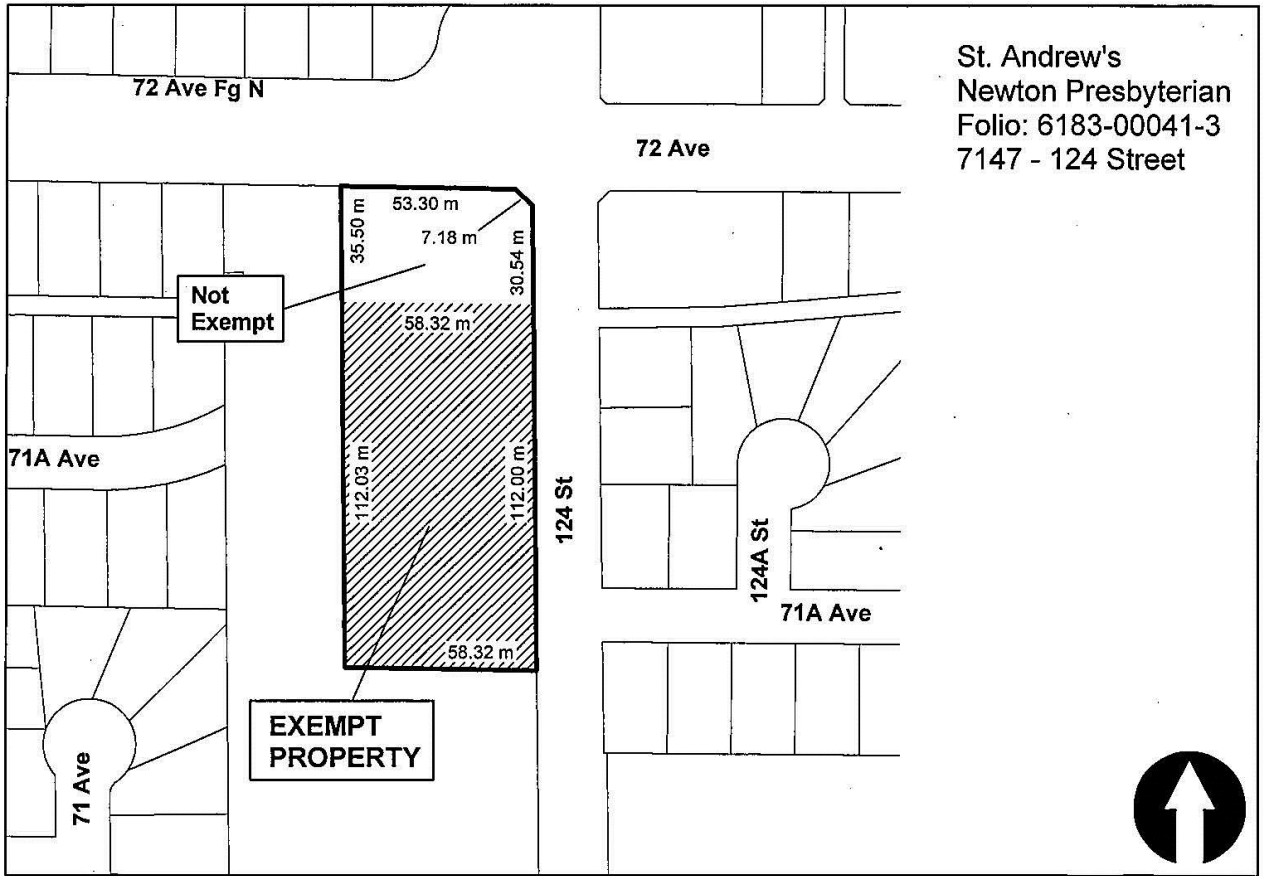 St. Andrew's
Newton Presbyterian
Folio: 6183-00041-3
7147 - 124 Street
72 Ave Fg N
72 Ave
53.30 m
35.50 m
7.18 m
30.54 m
Not
Exempt
58.32 m
71A Ave
112.03 m
112.00 m
124 St
124A St
71A Ave
58.32 m
EXEMPT
PROPERTY
71 Ave